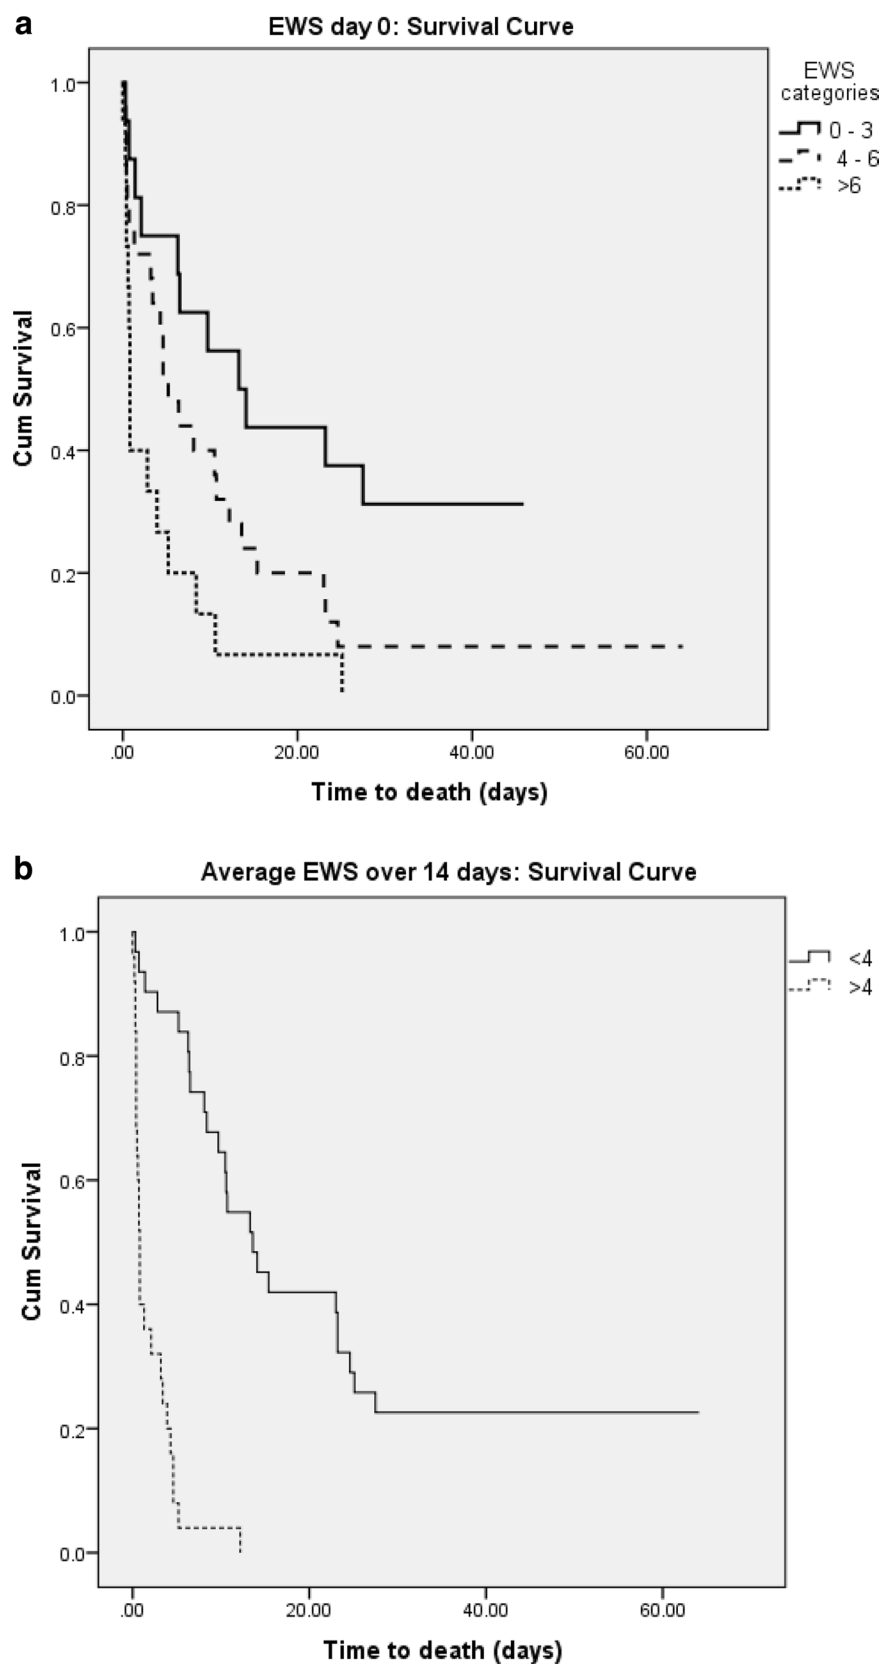 a
EWS day 0: Survival Curve
EWS
categories
0 - 3
4 - 6
>6
1.0
0.8
0.6
0.4
0.2
0.0
Cum Survival
.00 20.00 40.00 60.00
Time to death (days)
b
Average EWS over 14 days: Survival Curve
<4
>4
1.0
0.8
0.6
0.4
0.2
0.0
Cum Survival
.00 20.00 40.00 60.00
Time to death (days)